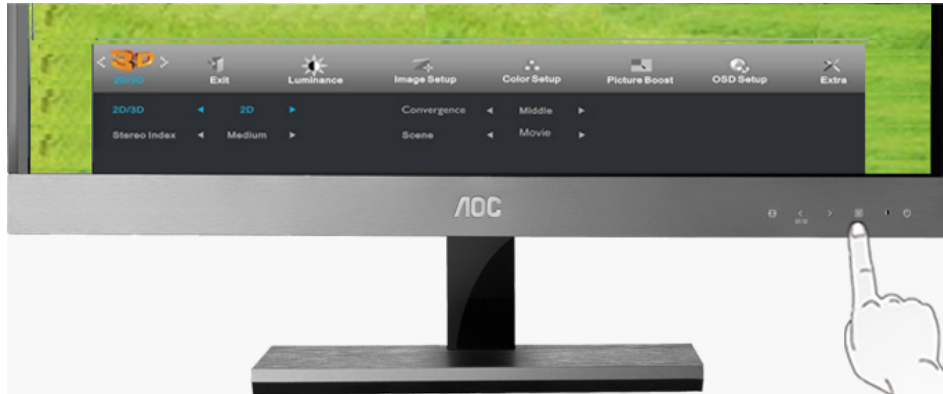 < 3D >
2D/3D Exit Luminance Image Setup Color Setup Picture Boost OSD Setup Extra
2D/3D ◄ 2D ► Convergence ◄ Middle ►
Stereo Index ◄ Medium ► Scene ◄ Movie ►
AOC